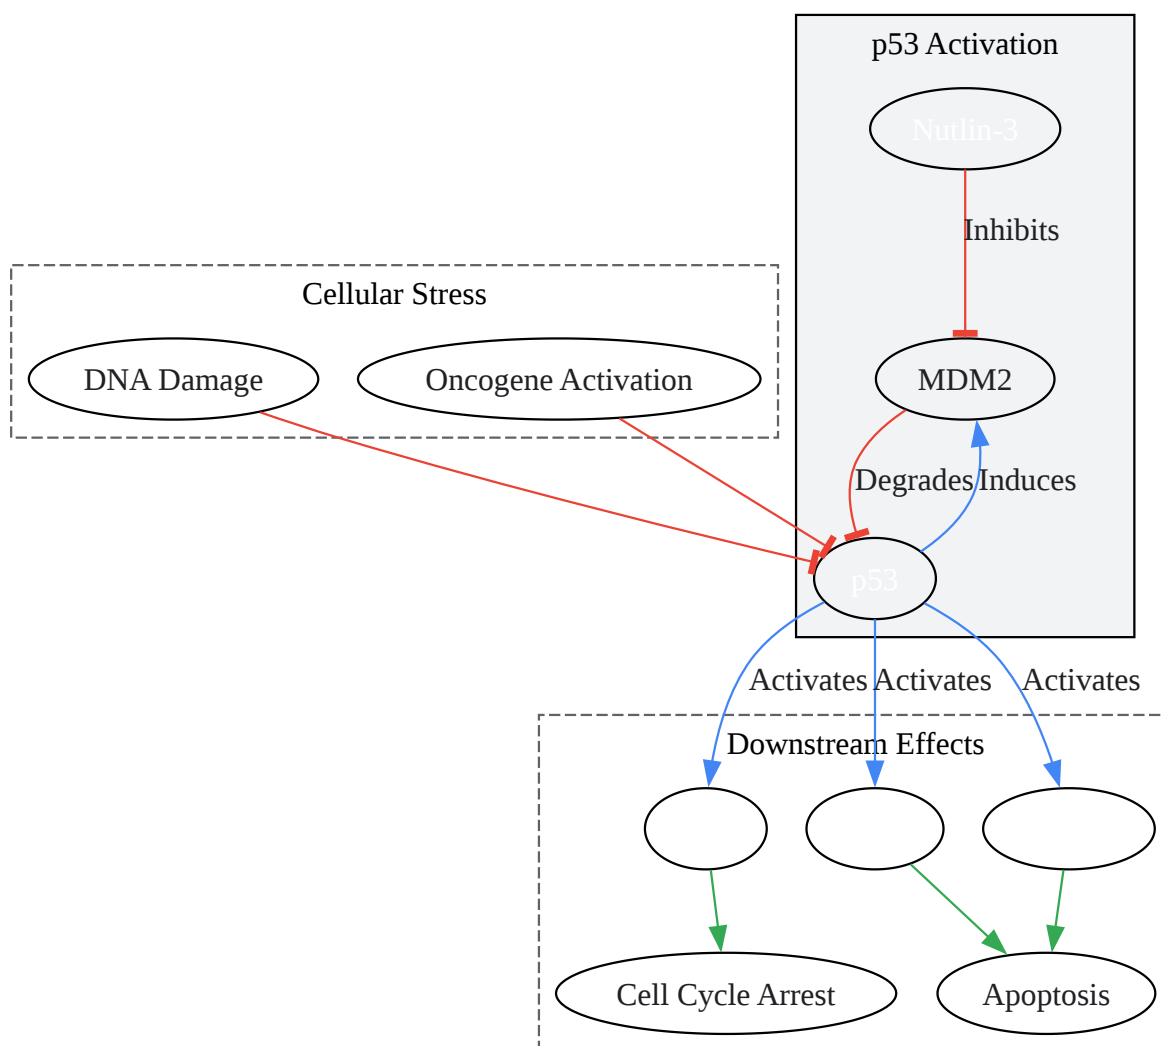 p53 Activation
Nutlin-3
Inhibits
Cellular Stress
DNA Damage
Oncogene Activation
MDM2
Degrades
Induces
p53
Activates
Activates
Activates
Downstream Effects
Cell Cycle Arrest
Apoptosis